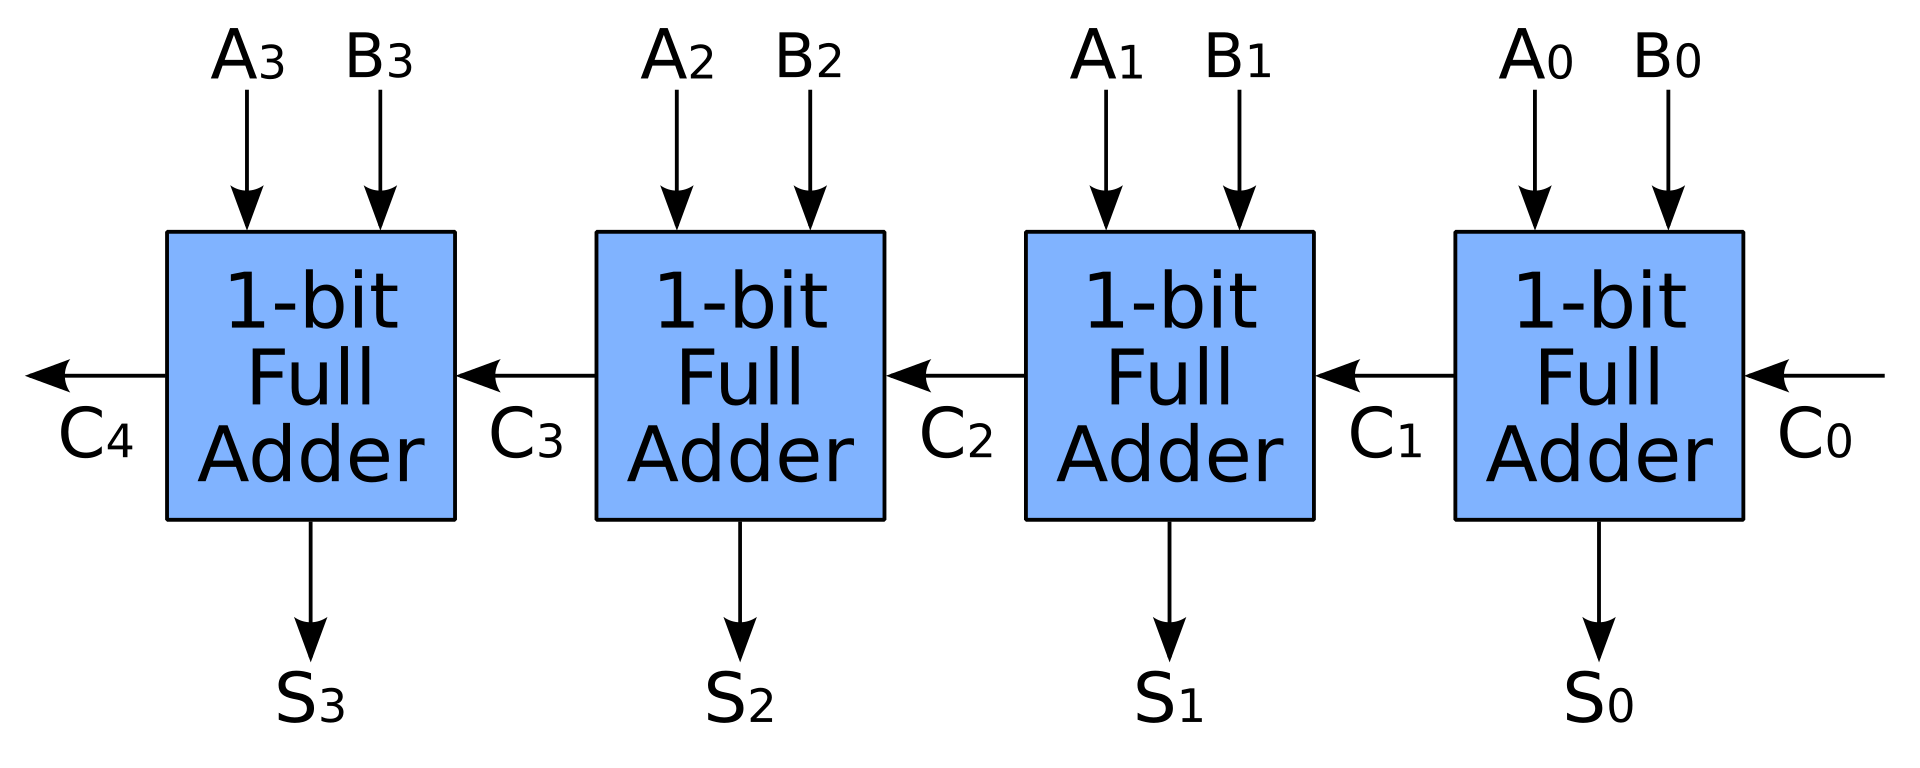 A3 B3 A2 B2 A1 B1 A0 B0
1-bit 1-bit 1-bit 1-bit
Full Full Full Full
Adder Adder Adder Adder
C4 C3 C2 C1 C0
S3 S2 S1 S0